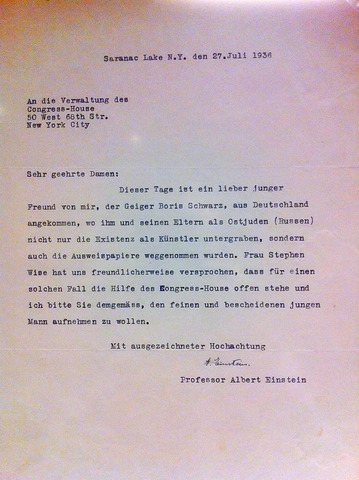 Saranac Lake N.Y. den 27.Juli 1936
An die Verwaltung des
Congress-House
50 West 68th Str.
New York City
Sehr geehrte Damen:
Dieser Tage ist ein lieber junger
Freund von mir, der Geiger Boris Schwarz, aus Deutschland
angekommen, wo ihm und seinen Eltern als Ostjuden (Russen)
nicht nur die Existenz als Künstler untergraben, sondern
auch die Ausweispapiere weggenommen wurden. Frau Stephen
Wise hat uns freundlicherweise versprochen, dass für einen
solchen Fall die Hilfe des Congress-House offen stehe und
ich bitte Sie demgemäss, den feinen und bescheidenen jungen
Mann aufnehmen zu wollen.
Mit ausgezeichneter Hochachtung
A. Einstein.
Professor Albert Einstein